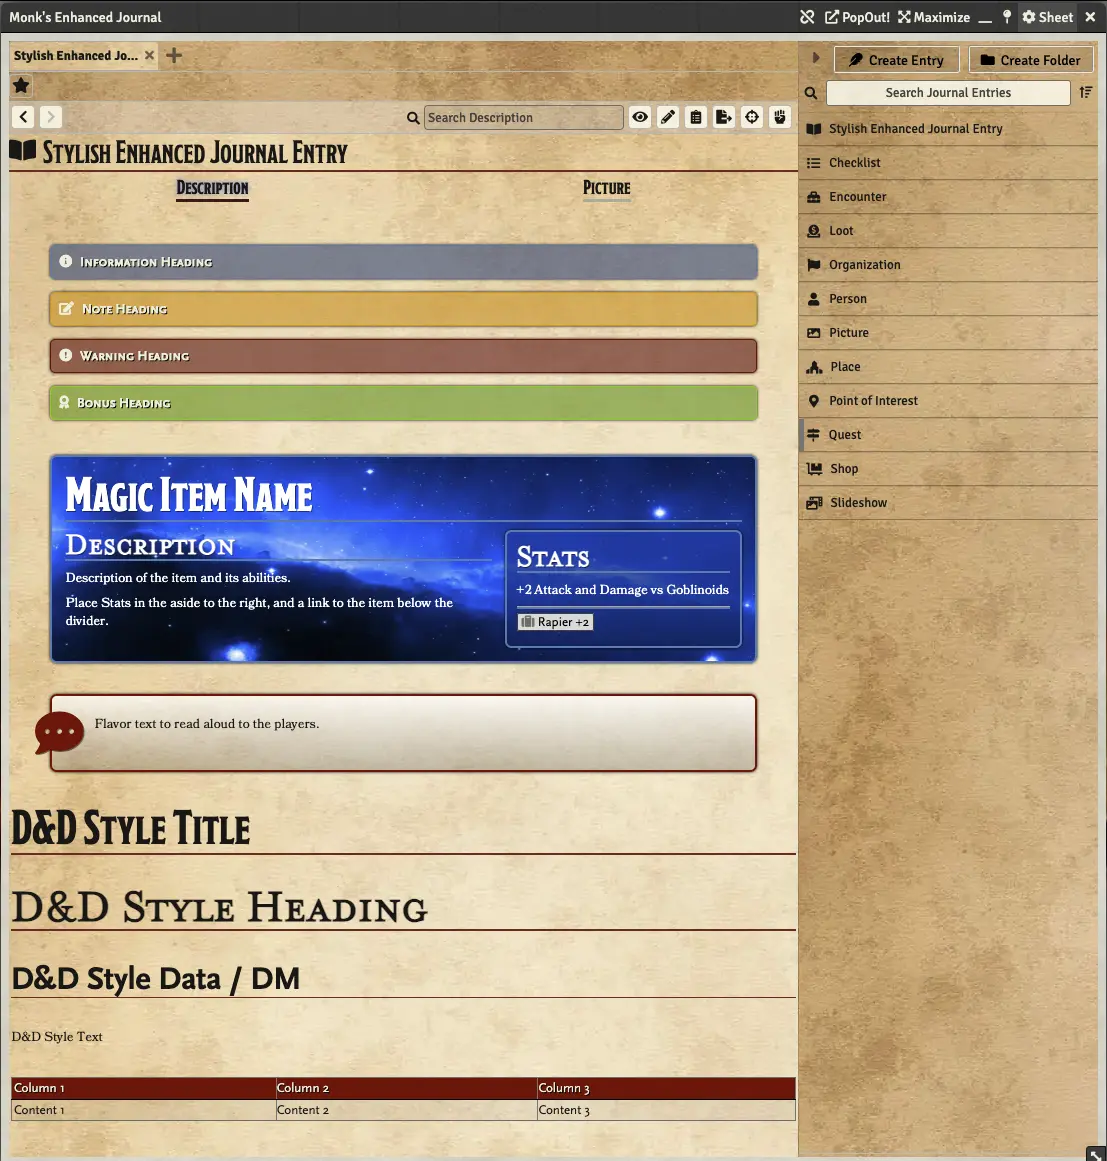 Monk's Enhanced Journal
PopOut! Maximize Sheet
Stylish Enhanced Jo...
Search Description
Stylish Enhanced Journal Entry
Description Picture
Information Heading
Note Heading
Warning Heading
Bonus Heading
Magic Item Name
Description
Description of the item and its abilities.
Place Stats in the aside to the right, and a link to the item below the
divider.
Stats
+2 Attack and Damage vs Goblinoids
Rapier +2
Flavor text to read aloud to the players.
D&D Style Title
D&D Style Heading
D&D Style Data / DM
D&D Style Text
Column 1 Column 2 Column 3
Content 1 Content 2 Content 3
Create Entry Create Folder
Search Journal Entries
Stylish Enhanced Journal Entry
Checklist
Encounter
Loot
Organization
Person
Picture
Place
Point of Interest
Quest
Shop
Slideshow